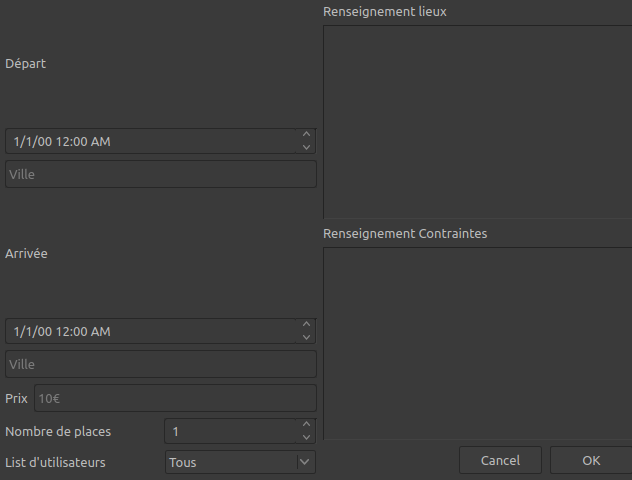 Départ
1/1/00 12:00 AM
Ville
Arrivée
1/1/00 12:00 AM
Ville
Prix 10€
Nombre de places 1
List d'utilisateurs Tous
Renseignement lieux
Renseignement Contraintes
Cancel OK